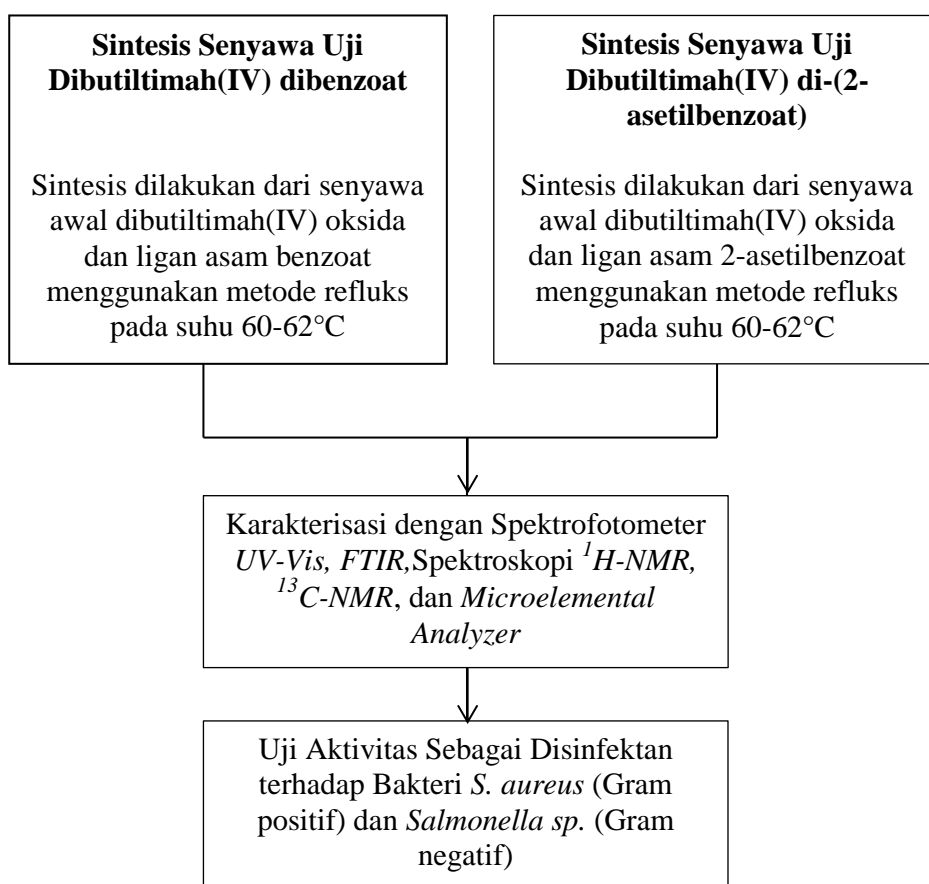 Sintesis Senyawa Uji
Dibutiltimah(IV) dibenzoat
Sintesis dilakukan dari senyawa
awal dibutiltimah(IV) oksida
dan ligan asam benzoat
menggunakan metode refluks
pada suhu 60-62°C
Sintesis Senyawa Uji
Dibutiltimah(IV) di-(2-
asetilbenzoat)
Sintesis dilakukan dari senyawa
awal dibutiltimah(IV) oksida
dan ligan asam 2-asetilbenzoat
menggunakan metode refluks
pada suhu 60-62°C
Karakterisasi dengan Spektrofotometer
UV-Vis, FTIR,Spektroskopi ¹H-NMR,
¹³C-NMR, dan Microelemental
Analyzer
Uji Aktivitas Sebagai Disinfektan
terhadap Bakteri S. aureus (Gram
positif) dan Salmonella sp. (Gram
negatif)